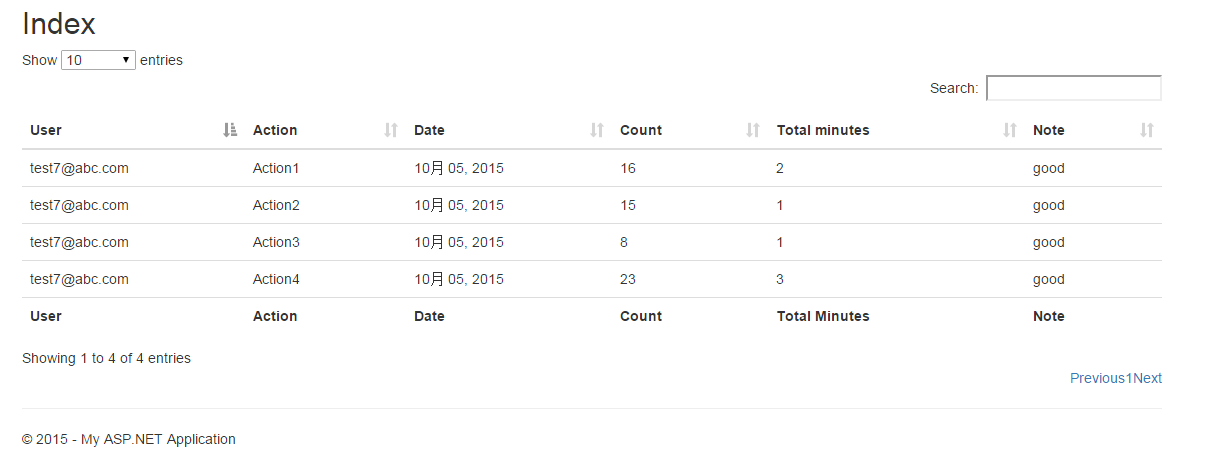 Index
Show 10 entries
Search:
User Action Date Count Total minutes Note
test7@abc.com Action1 10月 05, 2015 16 2 good
test7@abc.com Action2 10月 05, 2015 15 1 good
test7@abc.com Action3 10月 05, 2015 8 1 good
test7@abc.com Action4 10月 05, 2015 23 3 good
User Action Date Count Total Minutes Note
Showing 1 to 4 of 4 entries
Previous1Next
© 2015 - My ASP.NET Application